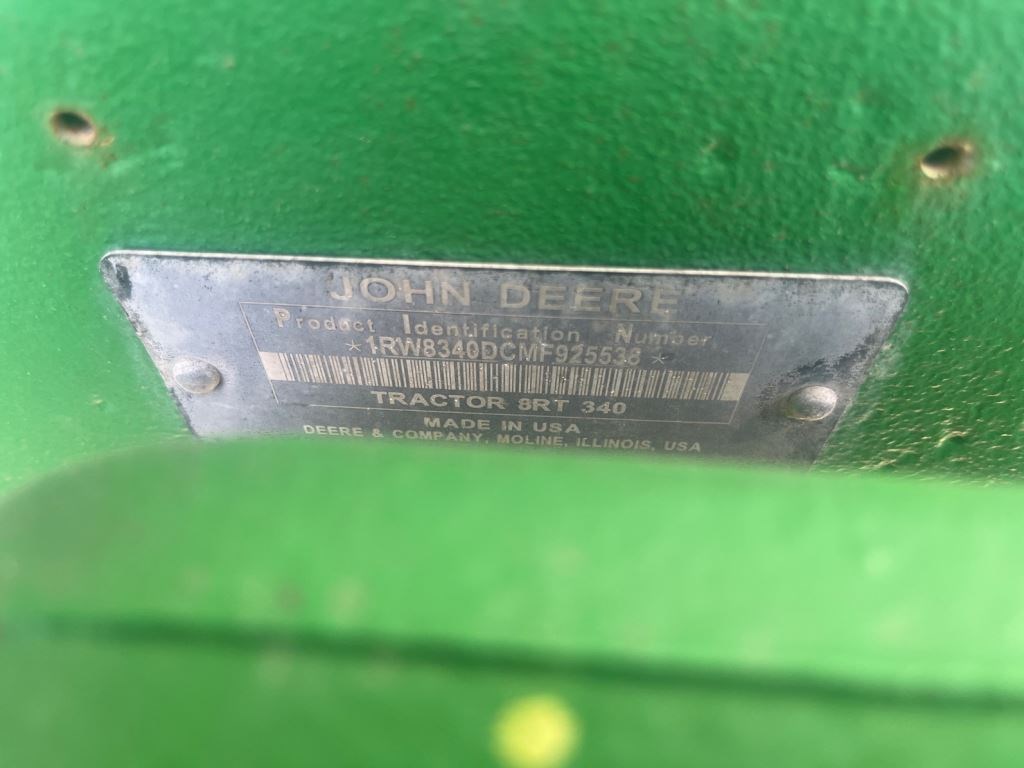 JOHN DEERE
Product Identification Number
*1RW8340DCMF925538*
TRACTOR 8RT 340
MADE IN USA
DEERE & COMPANY, MOLINE, ILLINOIS, USA